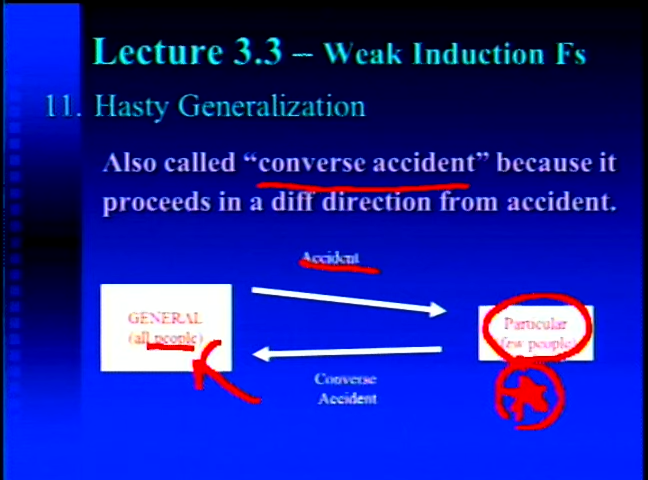 Lecture 3.3 – Weak Induction Fs
11. Hasty Generalization
Also called “converse accident” because it
proceeds in a diff direction from accident.
Accident
GENERAL
(all people)
Particular
(few people)
Converse
Accident